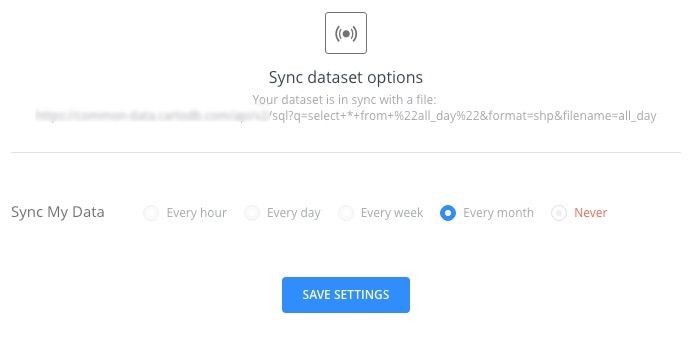 Sync dataset options
Your dataset is in sync with a file:
/sql?q=select+*+from+%22all_day%22&format=shp&filename=all_day
Sync My Data
Every hour
Every day
Every week
Every month
Never
SAVE SETTINGS